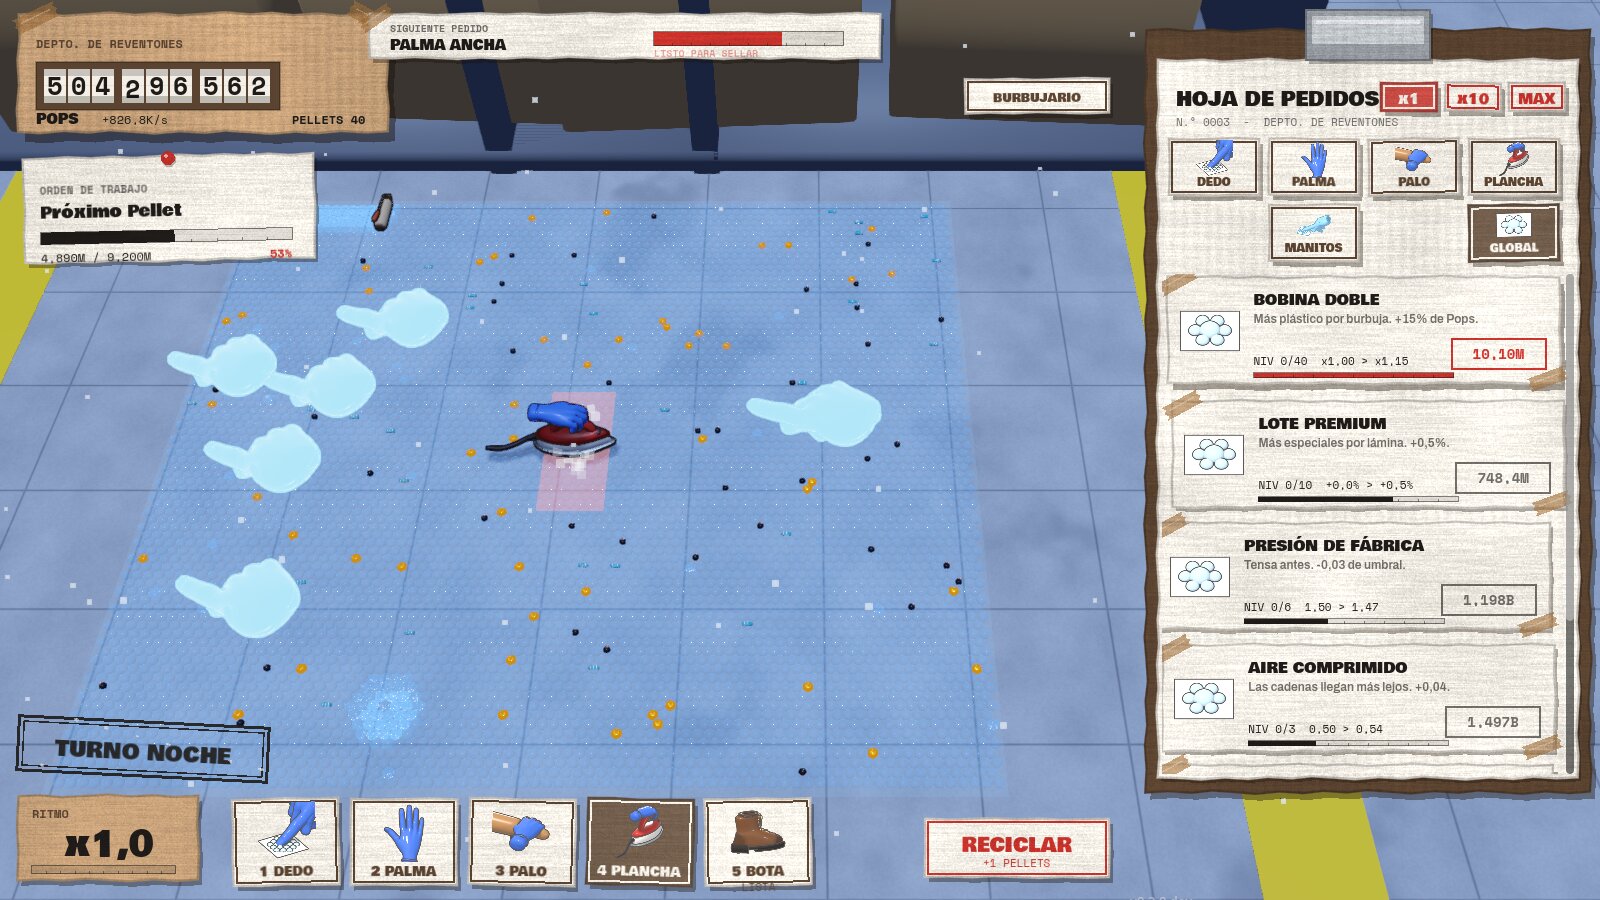 DEPTO. DE REVENTONES
504 296 562
POPS +826,8K/s PELLETS 40
SIGUIENTE PEDIDO
PALMA ANCHA
LISTO PARA SELLAR
BURBUJARIO
ORDEN DE TRABAJO
Próximo Pellet
4,890M / 9,200M 53%
HOJA DE PEDIDOS x1 x10 MAX
N.° 0003 - DEPTO. DE REVENTONES
DEDO PALMA PALO PLANCHA
MANITOS GLOBAL
BOBINA DOBLE
Más plástico por burbuja. +15% de Pops.
NIV 0/40 x1,00 > x1,15 10,10M
LOTE PREMIUM
Más especiales por lámina. +0,5%.
NIV 0/10 +0,0% > +0,5% 748,4M
PRESIÓN DE FÁBRICA
Tensa antes. -0,03 de umbral.
NIV 0/6 1,50 > 1,47 1,198B
AIRE COMPRIMIDO
Las cadenas llegan más lejos. +0,04.
NIV 0/3 0,50 > 0,54 1,497B
TURNO NOCHE
RITMO
x1,0
1 DEDO 2 PALMA 3 PALO 4 PLANCHA 5 BOTA
LISTA
RECICLAR
+1 PELLETS